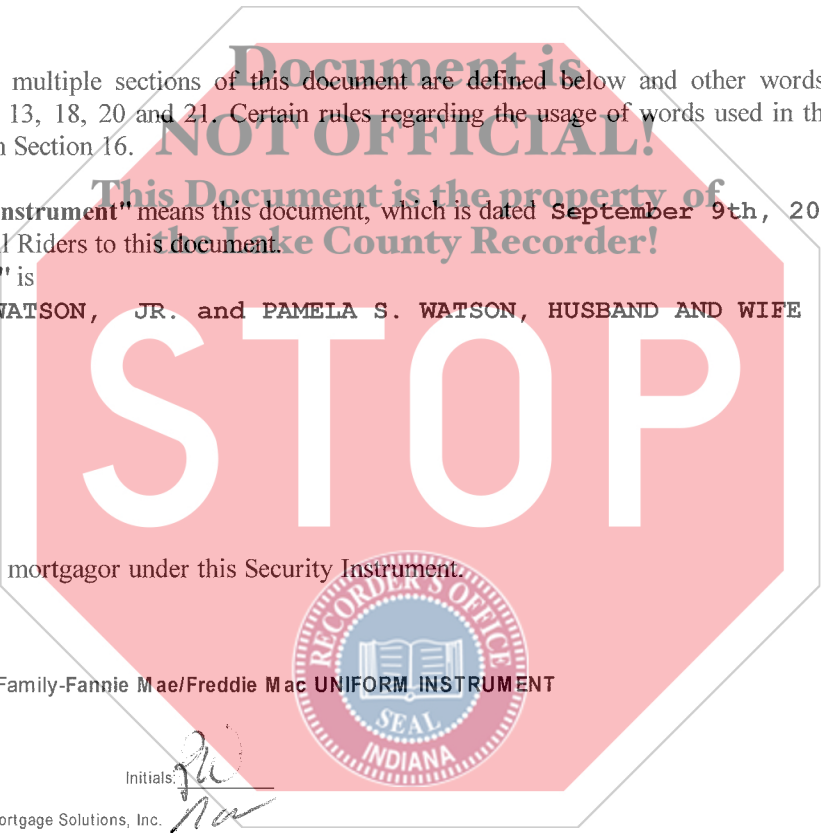 Document is
multiple sections of this document are defined below and other words
13, 18, 20 and 21. Certain rules regarding the usage of words used in th
NOT OFFICIAL!
n Section 16.
This Document is the property of
nstrument" means this document, which is dated September 9th, 20
the Lake County Recorder!
l Riders to this document.
" is
WATSON, JR. and PAMELA S. WATSON, HUSBAND AND WIFE
STOP
mortgagor under this Security Instrument.
RECORDER'S OFFICE
SEAL
INDIANA
Family-Fannie Mae/Freddie Mac UNIFORM INSTRUMENT
Initials:
ortgage Solutions, Inc.